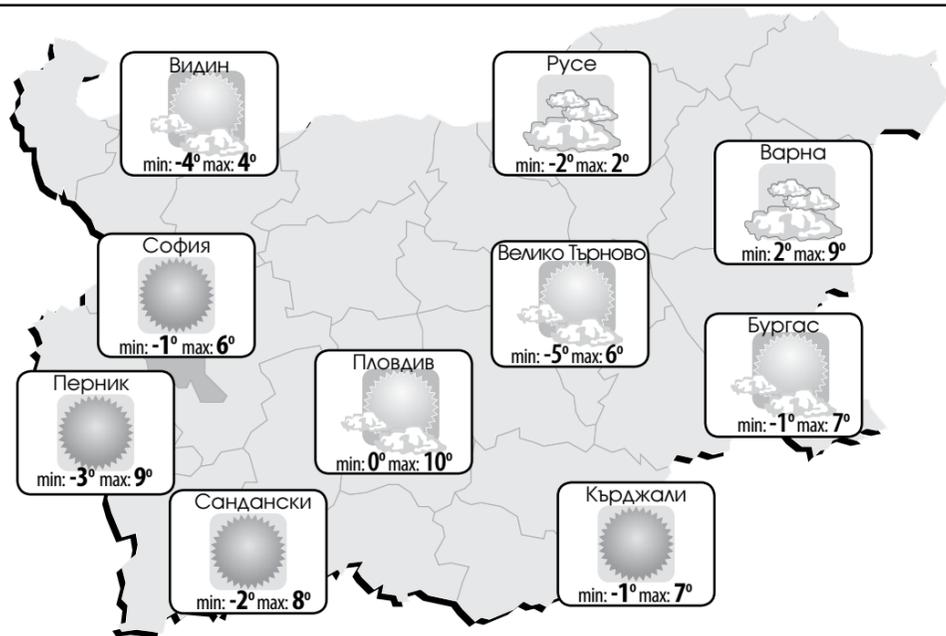 Видин
min: -4° max: 4°
Русе
min: -2° max: 2°
Варна
min: 2° max: 9°
София
min: -1° max: 6°
Велико Търново
min: -5° max: 6°
Бургас
min: -1° max: 7°
Пловдив
min: 0° max: 10°
Перник
min: -3° max: 9°
Сандански
min: -2° max: 8°
Кърджали
min: -1° max: 7°